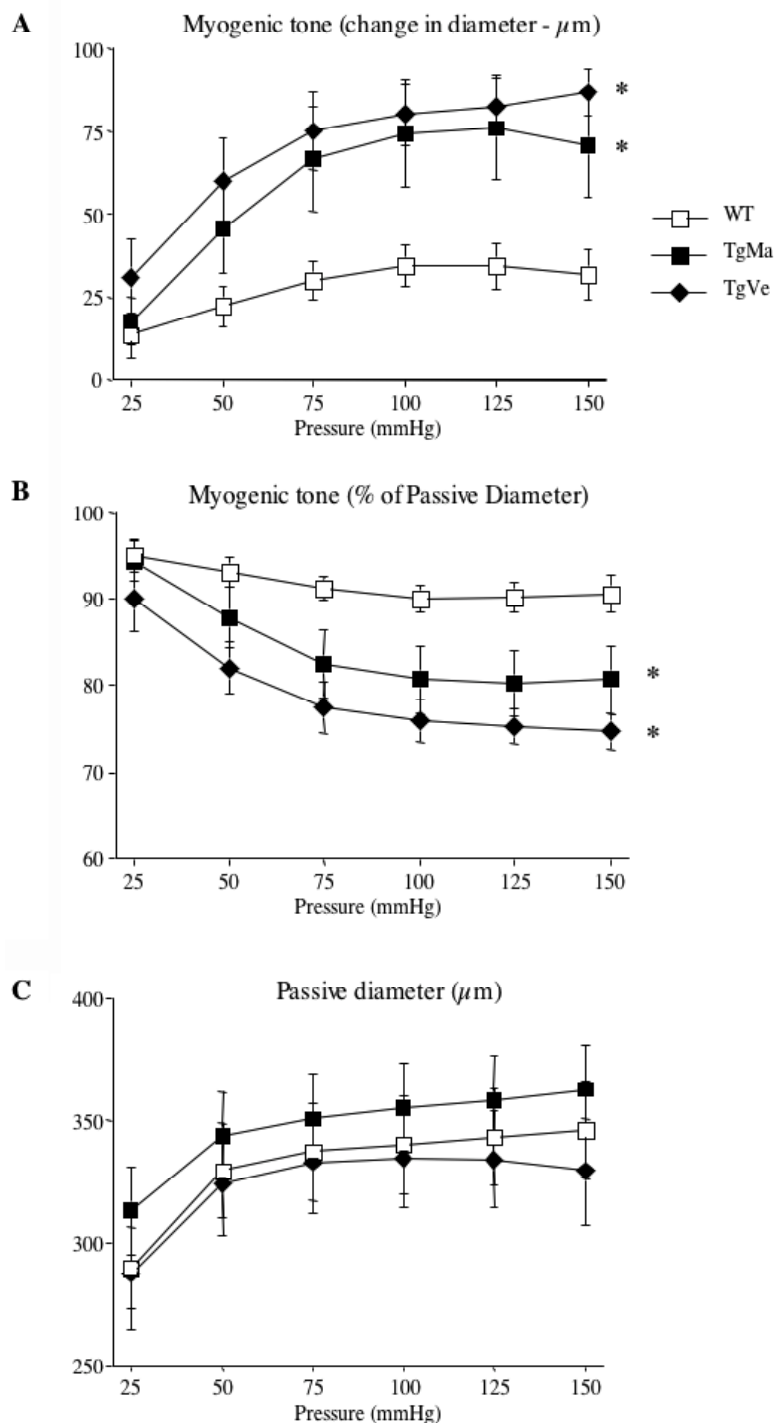 A
Myogenic tone (change in diameter - µm)
100
75
50
25
0
*
*
25 50 75 100 125 150
Pressure (mmHg)
WT
TgMa
TgVe
B
Myogenic tone (% of Passive Diameter)
100
90
80
70
60
*
*
25 50 75 100 125 150
Pressure (mmHg)
C
Passive diameter (µm)
400
350
300
250
25 50 75 100 125 150
Pressure (mmHg)